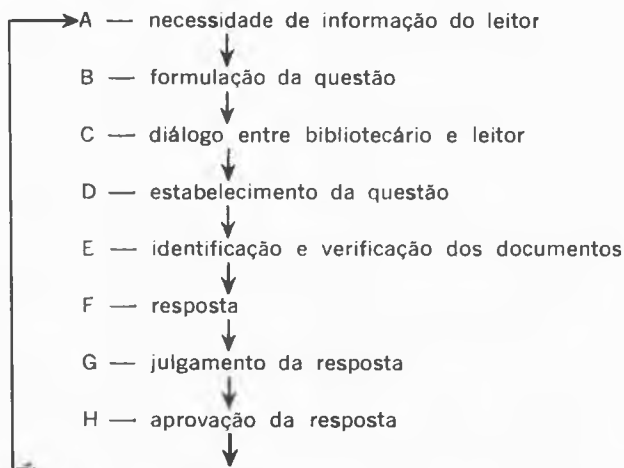 A — necessidade de informação do leitor
B — formulação da questão
C — diálogo entre bibliotecário e leitor
D — estabelecimento da questão
E — identificação e verificação dos documentos
F — resposta
G — julgamento da resposta
H — aprovação da resposta